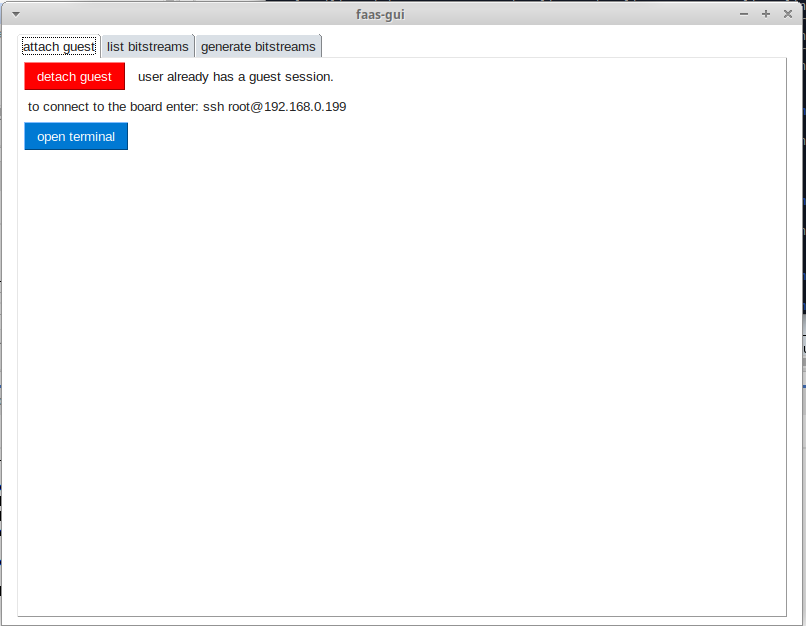 faas-gui
attach guest list bitstreams generate bitstreams
detach guest user already has a guest session.
to connect to the board enter: ssh root@192.168.0.199
open terminal